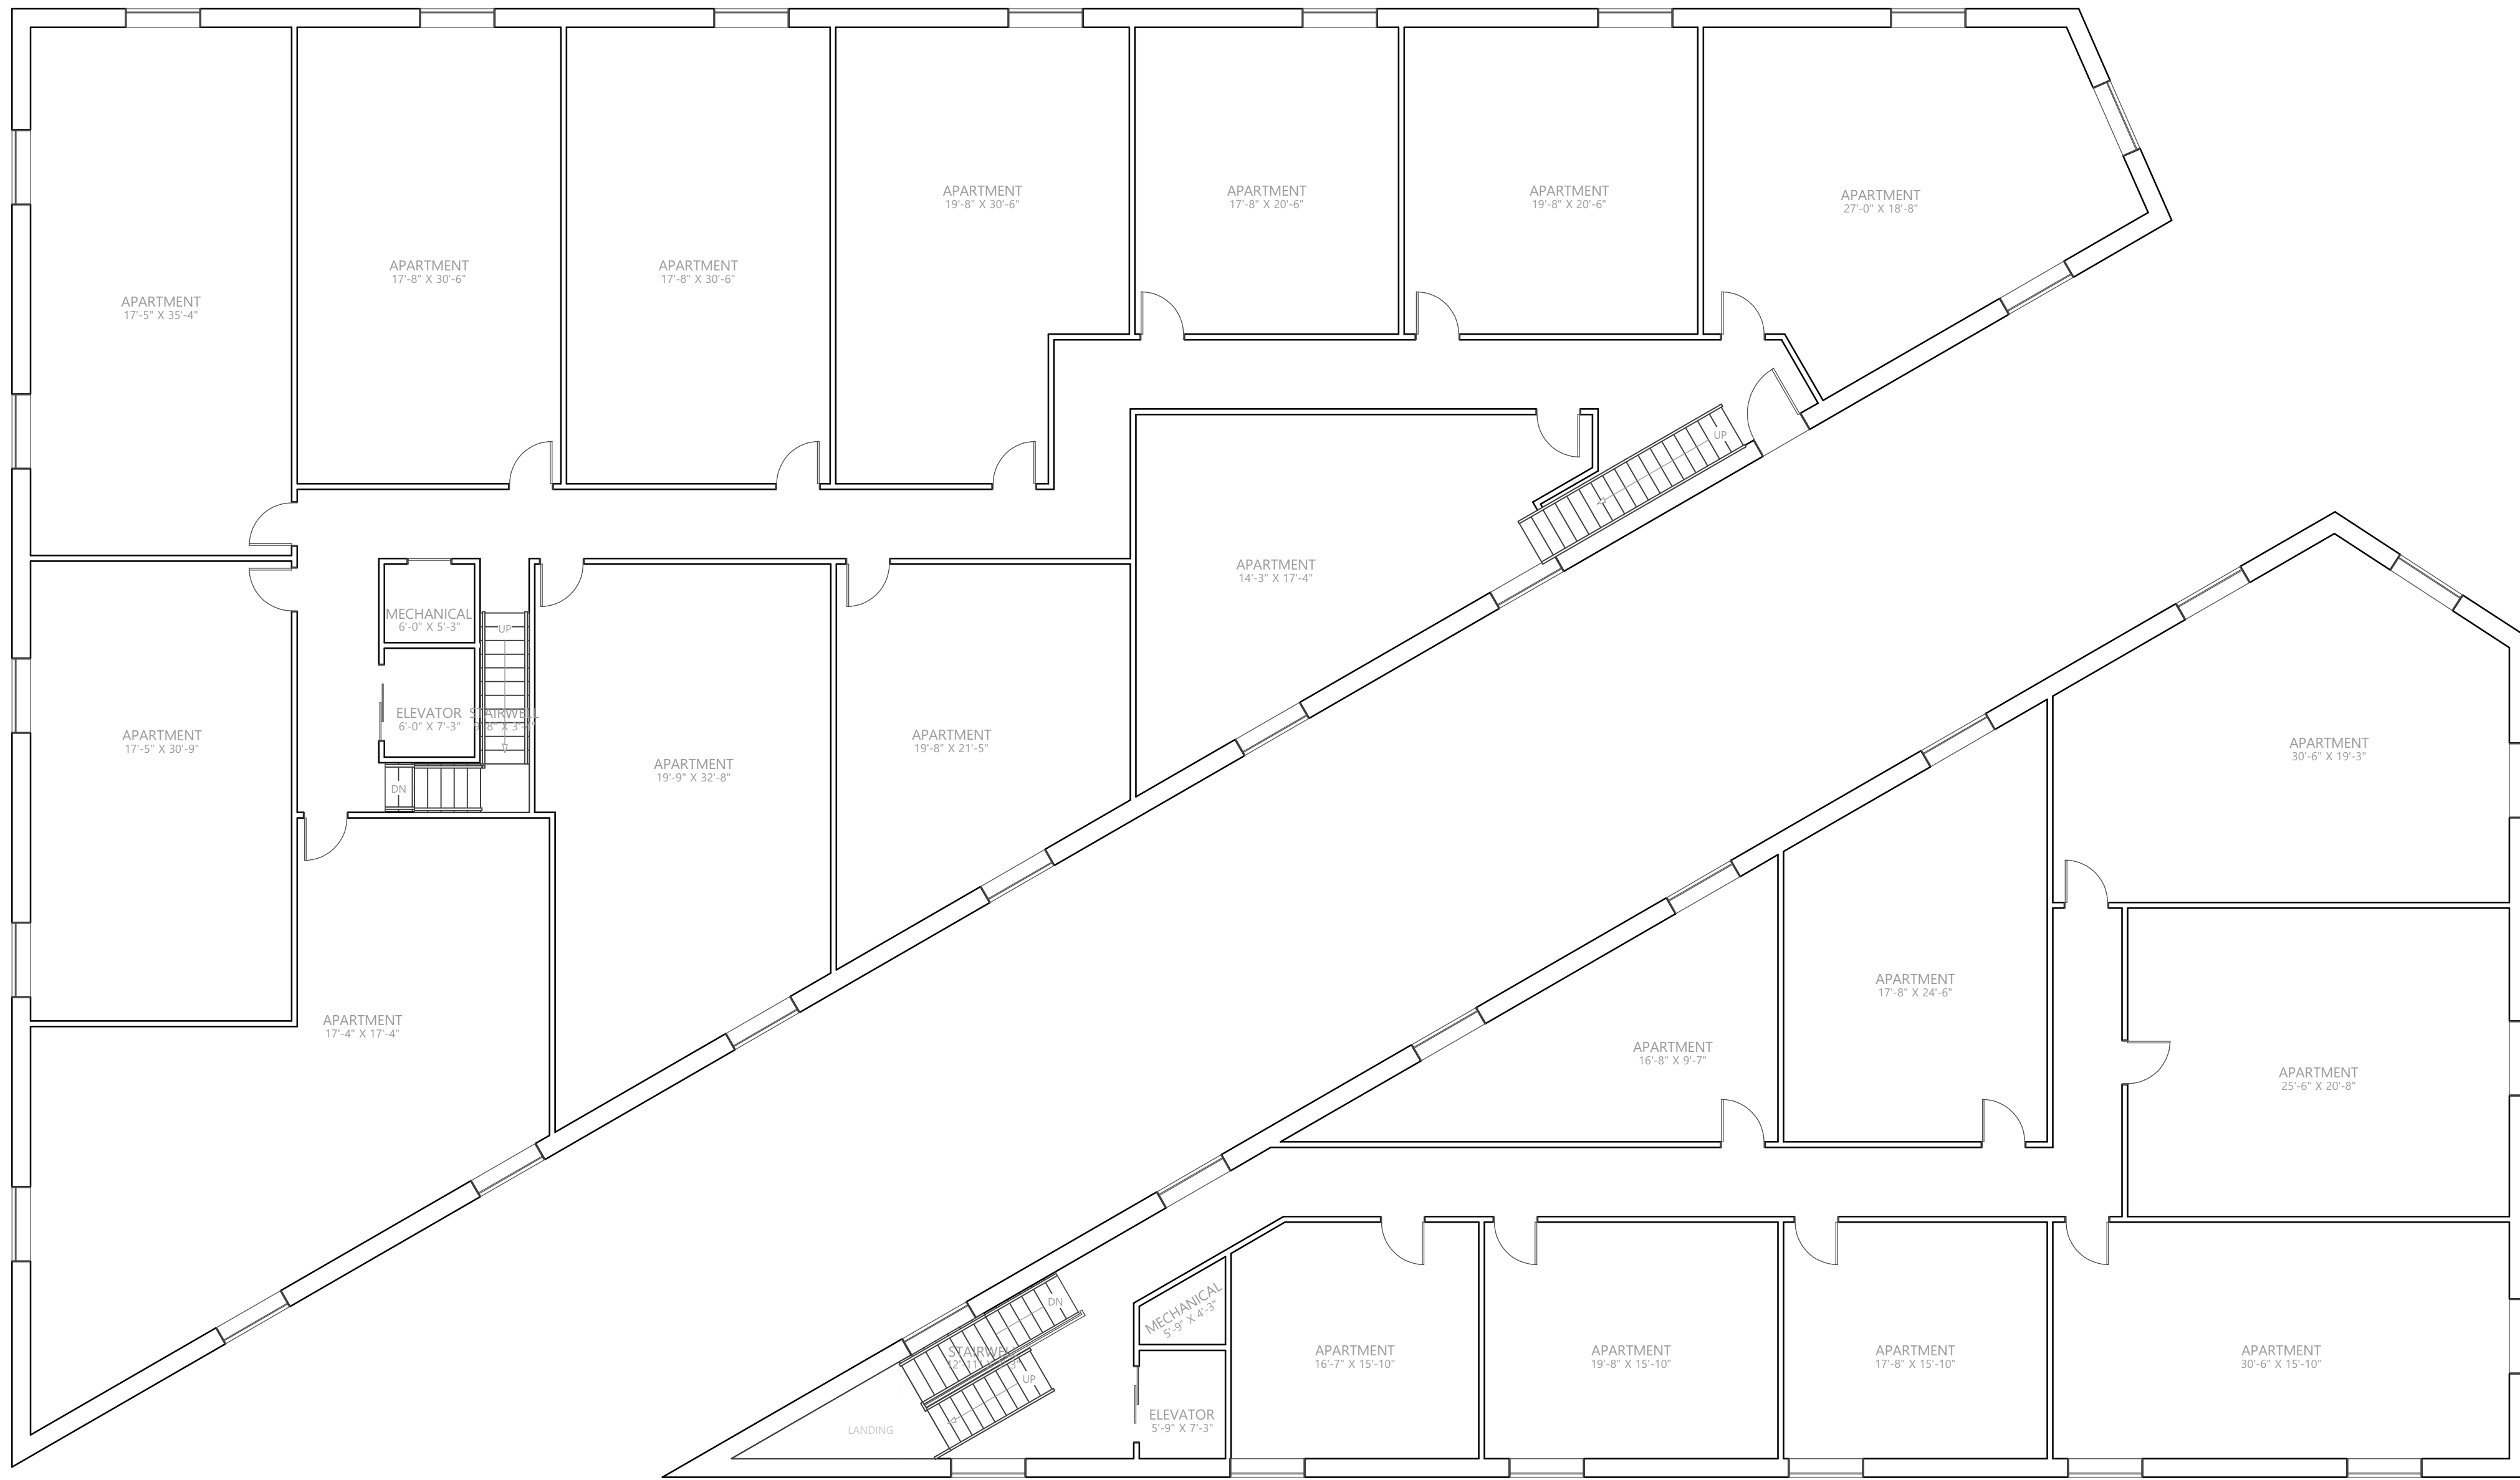 APARTMENT
17'-5" X 35'-4"
APARTMENT
17'-8" X 30'-6"
APARTMENT
17'-8" X 30'-6"
APARTMENT
19'-8" X 30'-6"
APARTMENT
17'-8" X 20'-6"
APARTMENT
19'-8" X 20'-6"
APARTMENT
27'-0" X 18'-8"
UP
APARTMENT
14'-3" X 17'-4"
MECHANICAL
6'-0" X 5'-3"
UP
ELEVATOR
6'-0" X 7'-3"
STAIRWELL
DN
APARTMENT
17'-5" X 30'-9"
APARTMENT
19'-9" X 32'-8"
APARTMENT
19'-8" X 21'-5"
APARTMENT
17'-4" X 17'-4"
APARTMENT
30'-6" X 19'-3"
APARTMENT
17'-8" X 24'-6"
APARTMENT
16'-8" X 9'-7"
APARTMENT
25'-6" X 20'-8"
MECHANICAL
5'-9" X 4'-3"
DN
STAIRWELL
UP
LANDING
ELEVATOR
5'-9" X 7'-3"
APARTMENT
16'-7" X 15'-10"
APARTMENT
19'-8" X 15'-10"
APARTMENT
17'-8" X 15'-10"
APARTMENT
30'-6" X 15'-10"